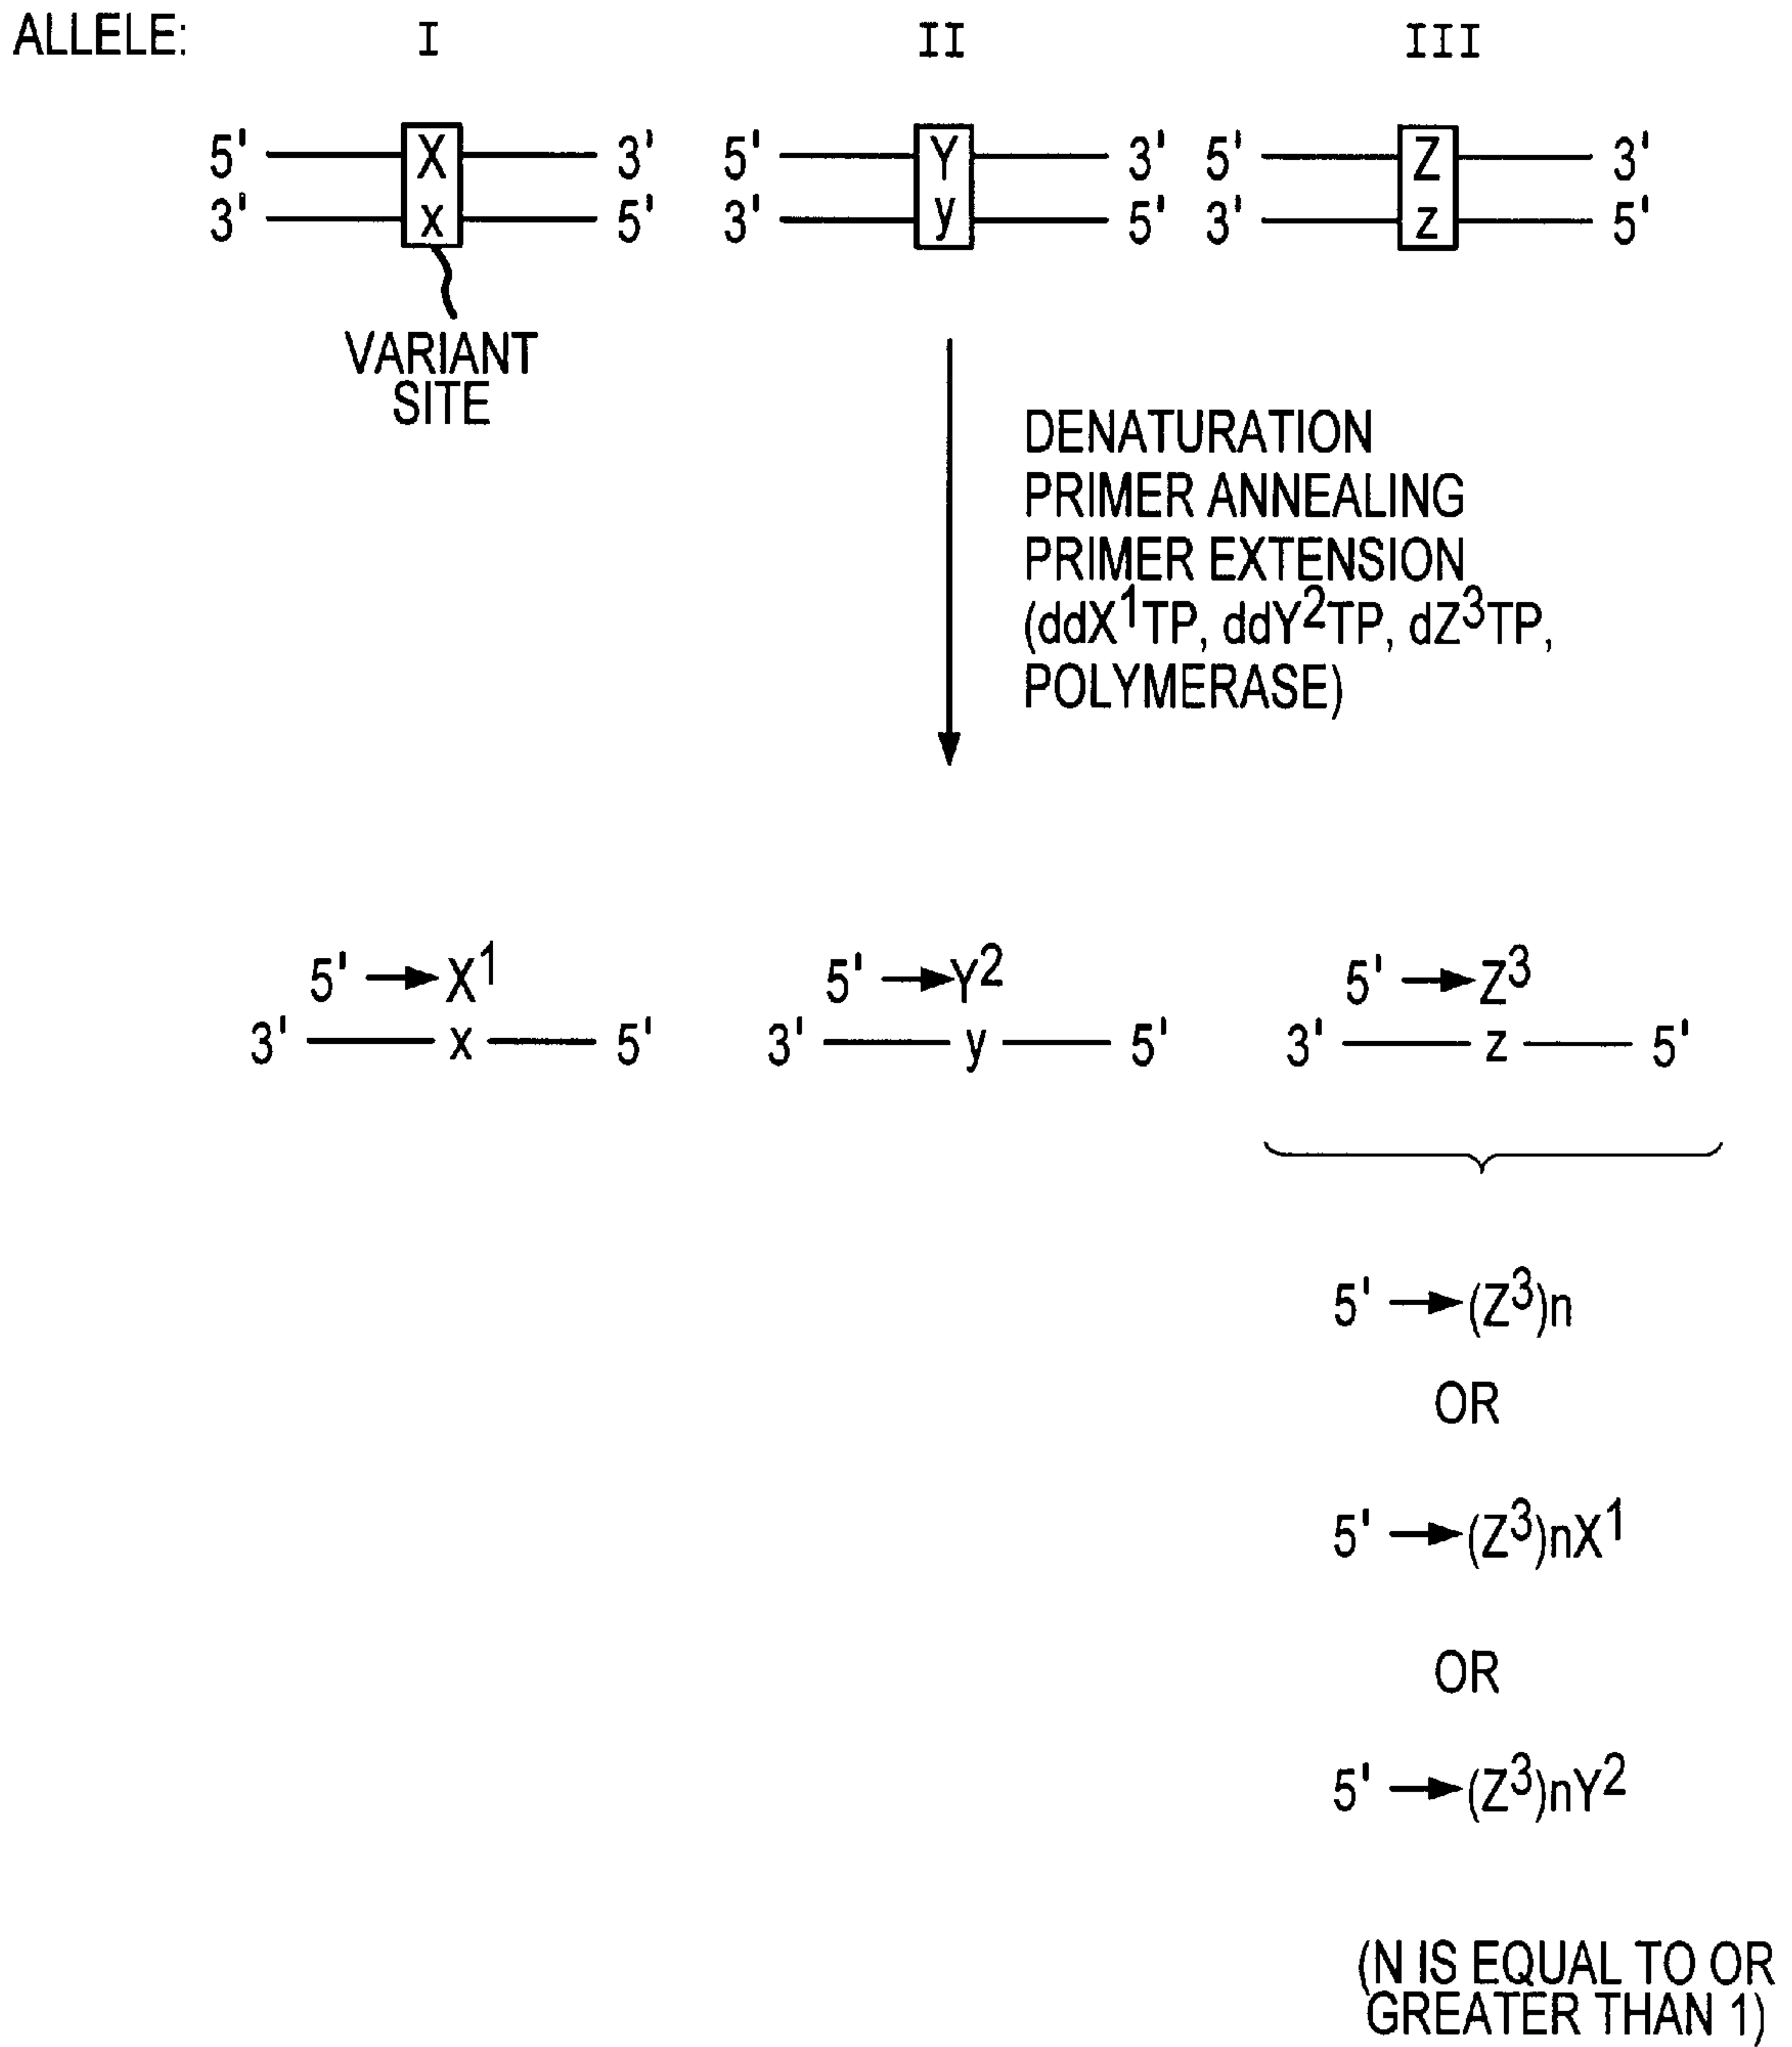 ALLELE: I II III
5' X 3' 5' Y 3' 5' Z 3'
3' x 5' 3' y 5' 3' z 5'
VARIANT
SITE
DENATURATION
PRIMER ANNEALING
PRIMER EXTENSION
(ddX¹TP, ddY²TP, dZ³TP,
POLYMERASE)
5' → X¹ 5' → Y² 5' → Z³
3' x 5' 3' y 5' 3' z 5'
5' → (Z³)n
OR
5' → (Z³)nX¹
OR
5' → (Z³)nY²
(N IS EQUAL TO OR
GREATER THAN 1)